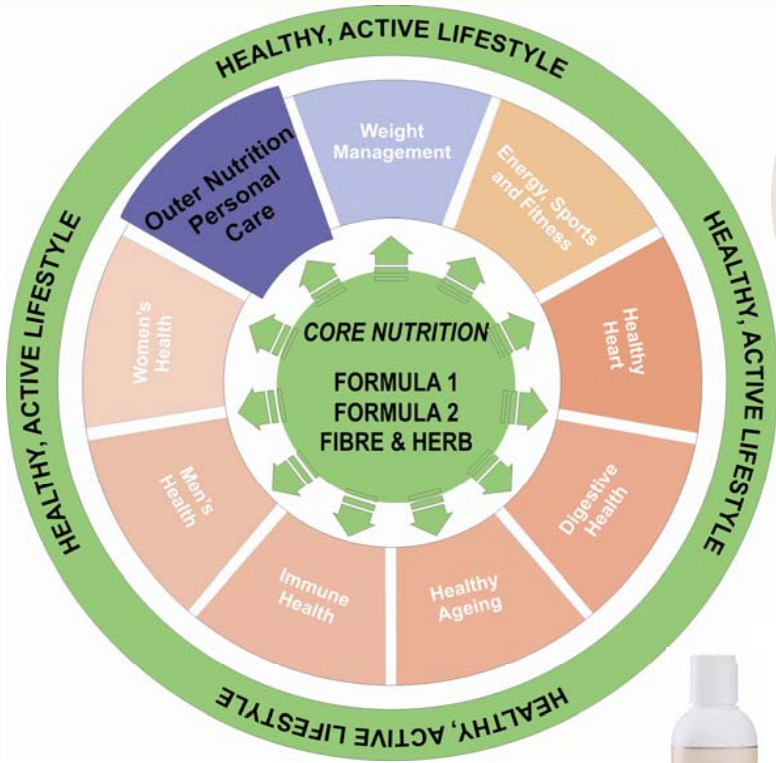 HEALTHY, ACTIVE LIFESTYLE
Outer Nutrition
Personal
Care
Weight
Management
Energy, Sports
and Fitness
Healthy
Heart
Digestive
Health
Healthy
Ageing
Immune
Health
Men's
Health
Women's
Health
CORE NUTRITION
FORMULA 1
FORMULA 2
FIBRE & HERB
HEALTHY, ACTIVE LIFESTYLE
HEALTHY, ACTIVE LIFESTYLE
HEALTHY, ACTIVE LIFESTYLE